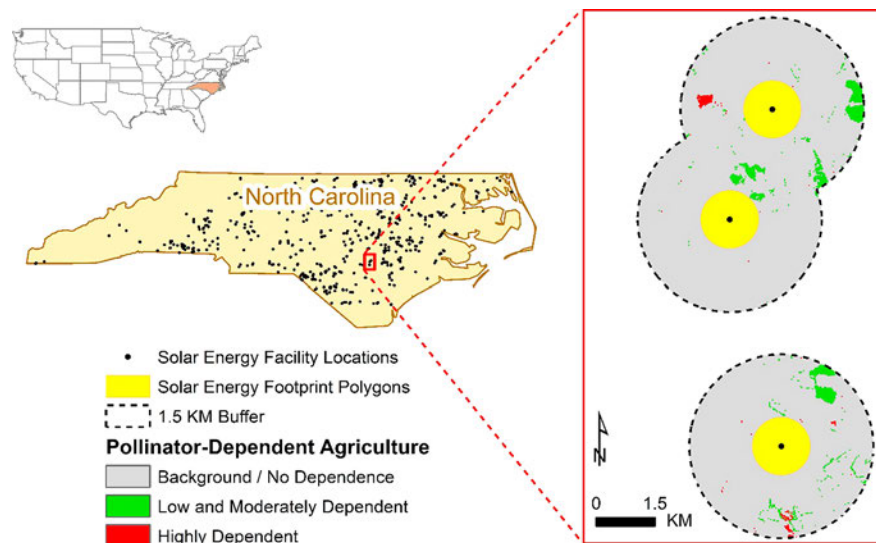 North Carolina
Solar Energy Facility Locations
Solar Energy Footprint Polygons
1.5 KM Buffer
Pollinator-Dependent Agriculture
Background / No Dependence
Low and Moderately Dependent
Highly Dependent
N
0 1.5
KM